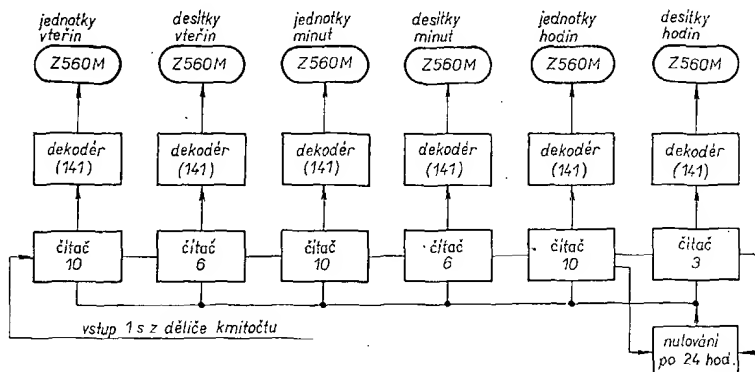 jednotky
vteřin
desítky
vteřin
jednotky
minut
desítky
minut
jednotky
hodin
desítky
hodin
Z560M
Z560M
Z560M
Z560M
Z560M
Z560M
dekodér
(141)
dekodér
(141)
dekodér
(141)
dekodér
(141)
dekodér
(141)
dekodér
(141)
čítač
10
čítač
6
čítač
10
čítač
6
čítač
10
čítač
3
vstup 1 s z děliče kmitočtu
nulování
po 24 hod.